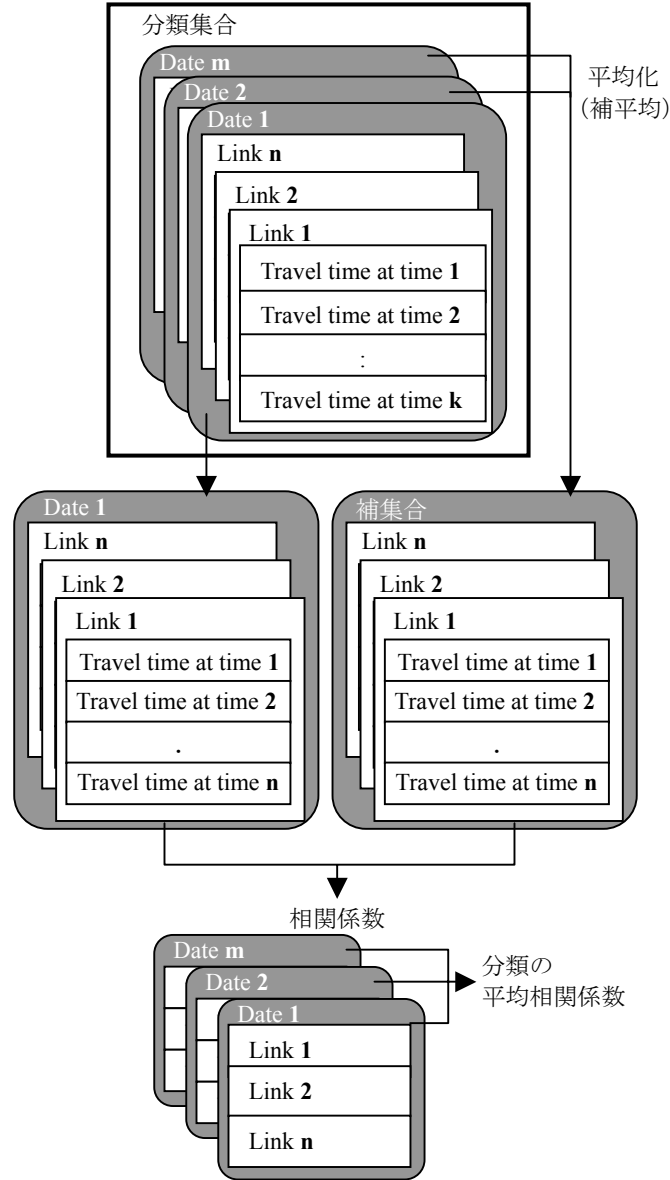 分類集合
Date m
Date 2
Date 1
Link n
Link 2
Link 1
Travel time at time 1
Travel time at time 2
:
Travel time at time k
平均化
(補平均)
Date 1
Link n
Link 2
Link 1
Travel time at time 1
Travel time at time 2
.
Travel time at time n
補集合
Link n
Link 2
Link 1
Travel time at time 1
Travel time at time 2
.
Travel time at time n
相関係数
Date m
Date 2
Date 1
Link 1
Link 2
Link n
分類の
平均相関係数